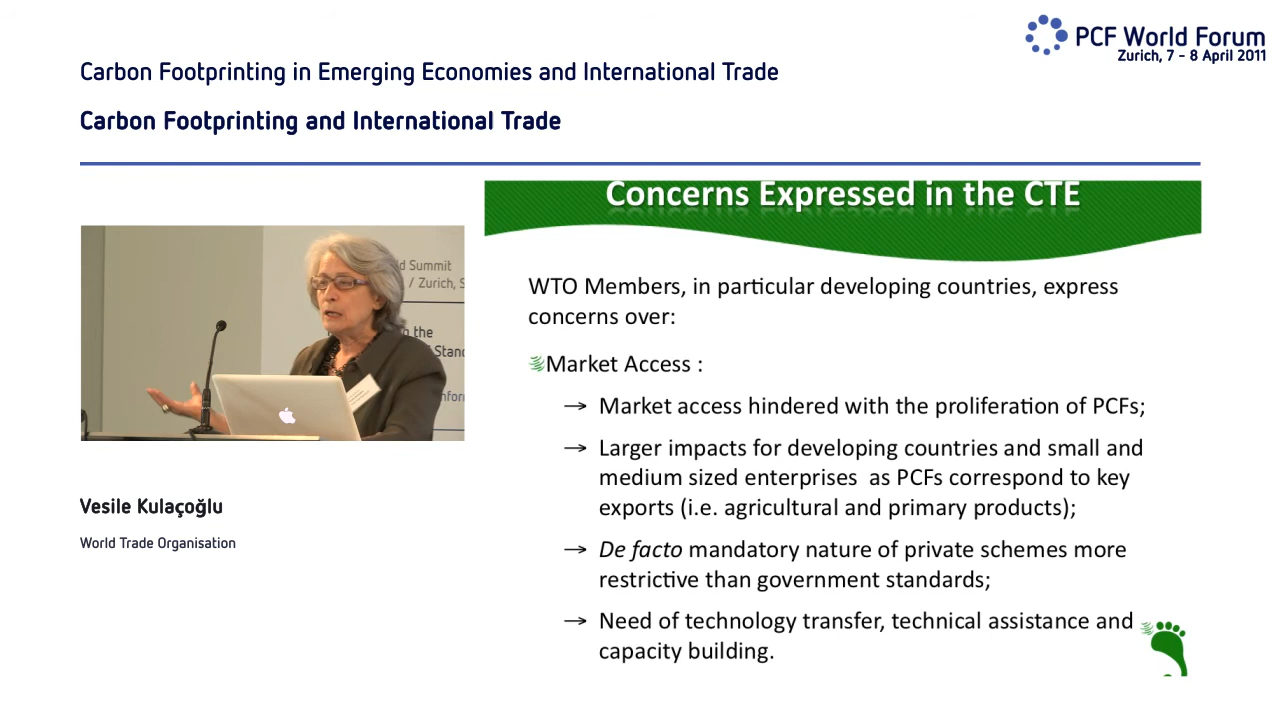 PCF World Forum
Zurich, 7 - 8 April 2011
Carbon Footprinting in Emerging Economies and International Trade
Carbon Footprinting and International Trade
Concerns Expressed in the CTE
WTO Members, in particular developing countries, express
concerns over:
Market Access :
→ Market access hindered with the proliferation of PCFs;
→ Larger impacts for developing countries and small and
medium sized enterprises as PCFs correspond to key
exports (i.e. agricultural and primary products);
→ De facto mandatory nature of private schemes more
restrictive than government standards;
→ Need of technology transfer, technical assistance and
capacity building.
Summit
/ Zurich, S
the
Vesile Kulaçoğlu
World Trade Organisation